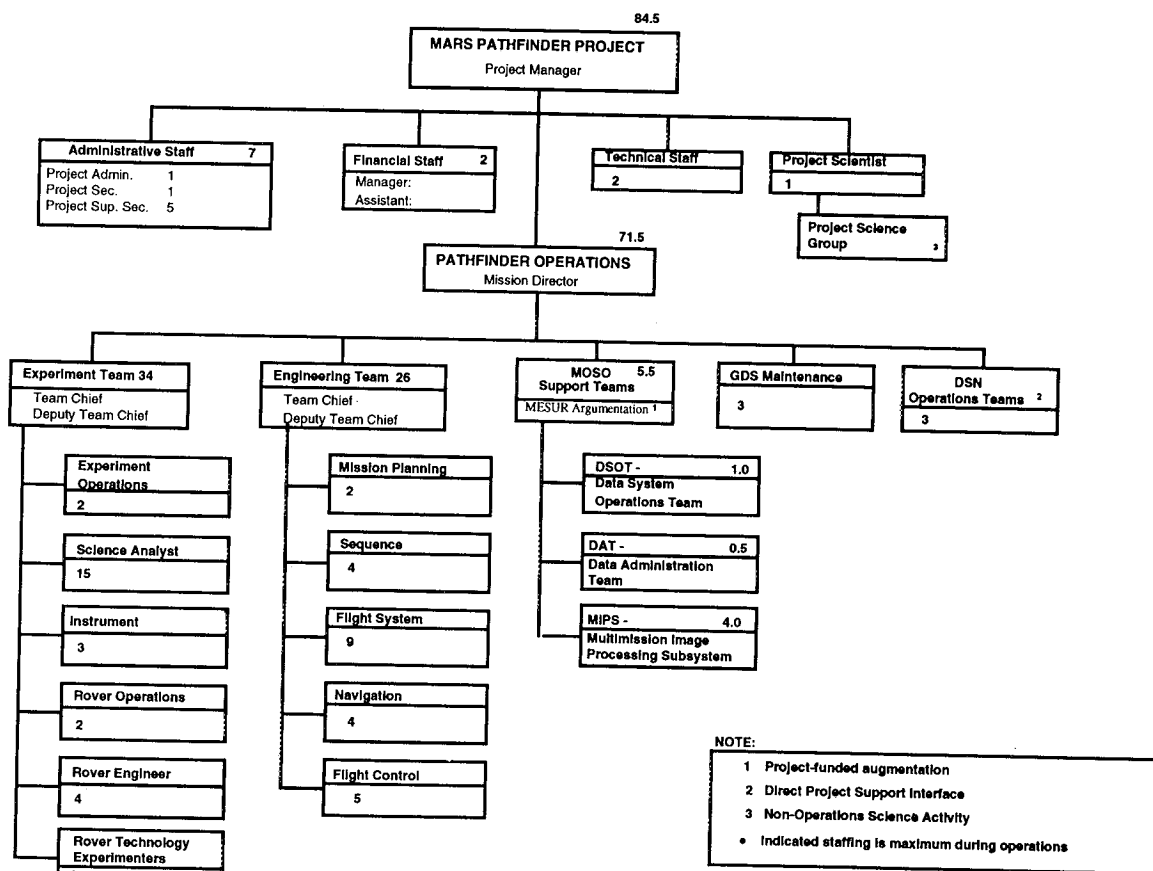 84.5
MARS PATHFINDER PROJECT
Project Manager
Administrative Staff 7
Project Admin. 1
Project Sec. 1
Project Sup. Sec. 5
Financial Staff 2
Manager:
Assistant:
Technical Staff
2
Project Scientist
1
Project Science
Group 3
71.5
PATHFINDER OPERATIONS
Mission Director
Experiment Team 34
Team Chief
Deputy Team Chief
Engineering Team 26
Team Chief
Deputy Team Chief
MOSO 5.5
Support Teams
MESUR Argumentation 1
GDS Maintenance
3
DSN
Operations Teams 2
3
Experiment
Operations
2
Science Analyst
15
Instrument
3
Rover Operations
2
Rover Engineer
4
Rover Technology
Experimenters
Mission Planning
2
Sequence
4
Flight System
9
Navigation
4
Flight Control
5
DSOT - 1.0
Data System
Operations Team
DAT - 0.5
Data Administration
Team
MIPS - 4.0
Multimission Image
Processing Subsystem
NOTE:
1 Project-funded augmentation
2 Direct Project Support Interface
3 Non-Operations Science Activity
• Indicated staffing is maximum during operations